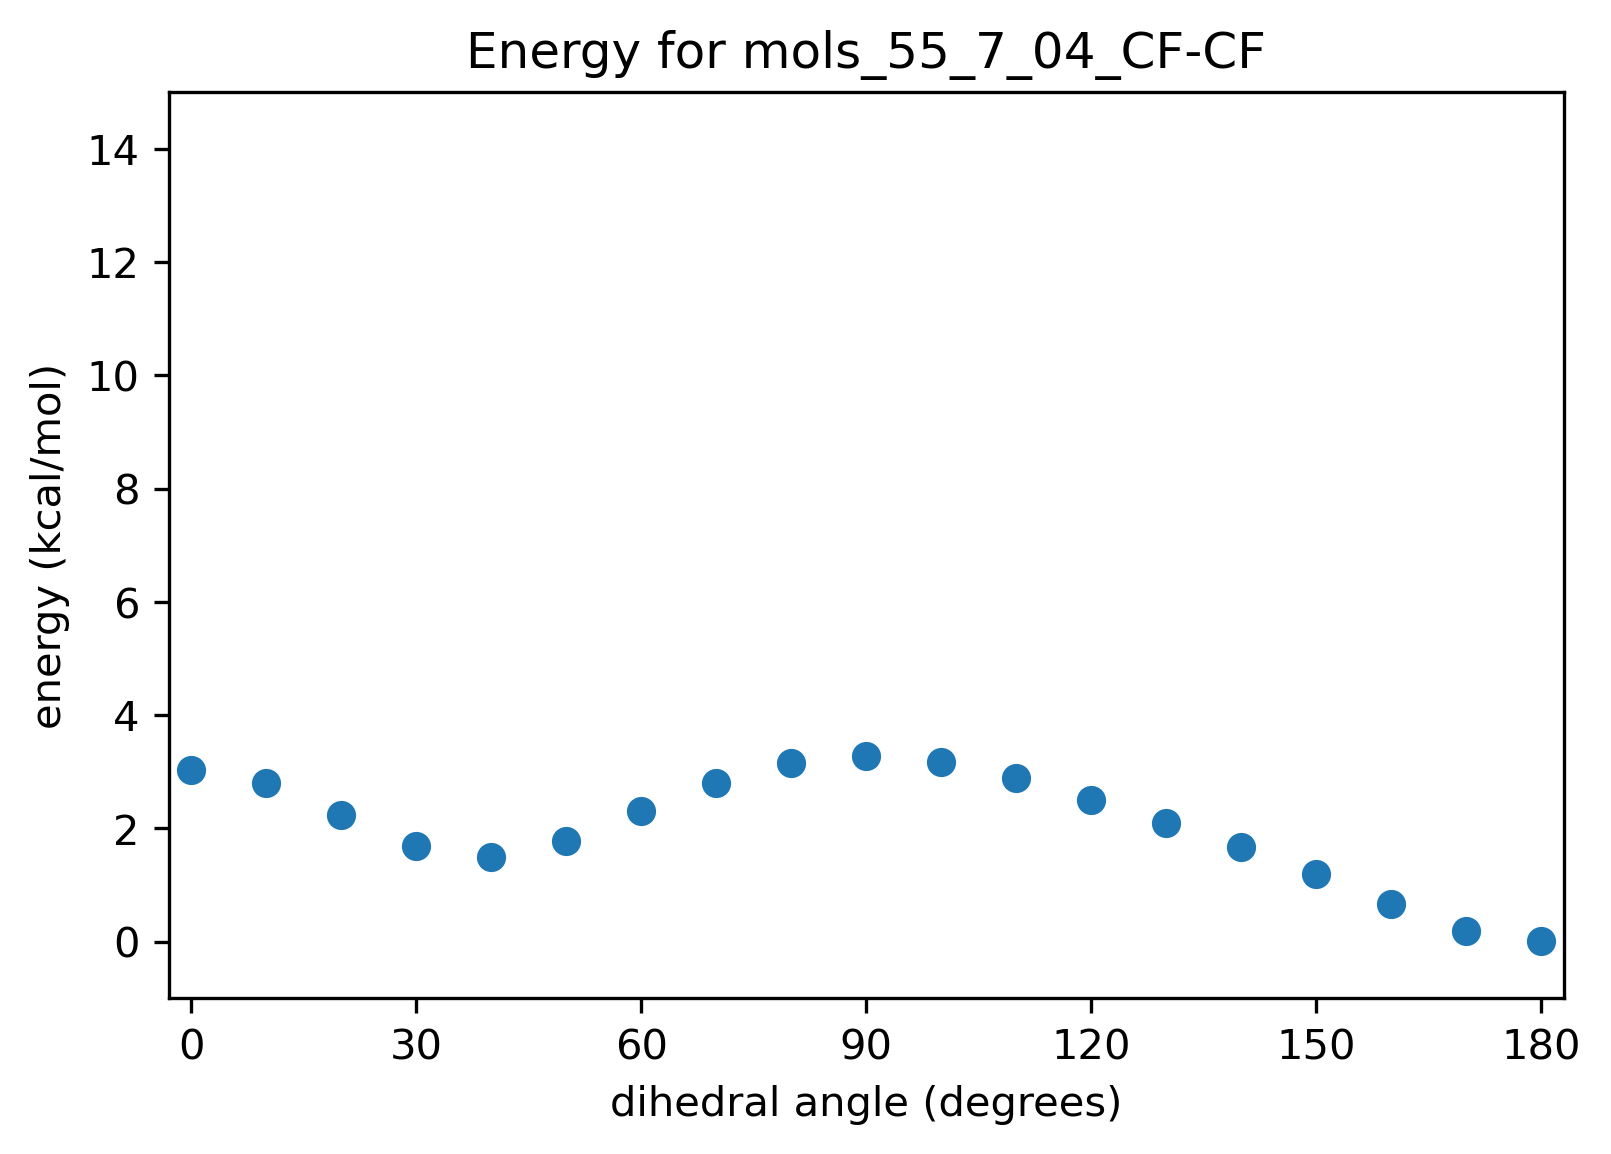 Energy for mols_55_7_04_CF-CF
energy (kcal/mol)
14
12
10
8
6
4
2
0
0 30 60 90 120 150 180
dihedral angle (degrees)